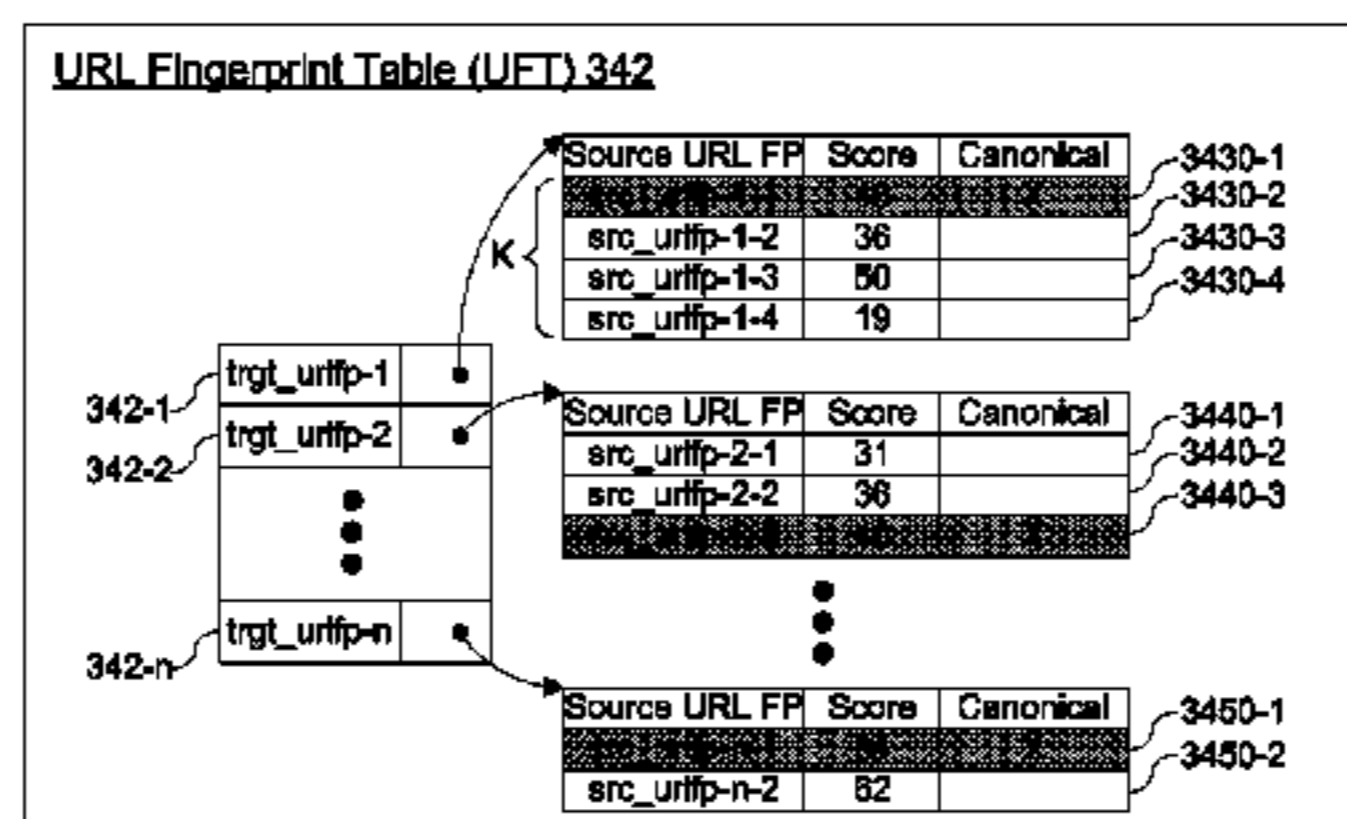 URL Fingerprint Table (UFT) 342
Source URL FP Score Canonical
3430-1
3430-2
K
src_urlfp-1-2 36
3430-3
src_urlfp-1-3 50
3430-4
src_urlfp-1-4 19
342-1
trgt_urlfp-1
342-2
trgt_urlfp-2
Source URL FP Score Canonical
3440-1
src_urlfp-2-1 31
3440-2
src_urlfp-2-2 36
3440-3
342-n
trgt_urlfp-n
Source URL FP Score Canonical
3450-1
3450-2
src_urlfp-n-2 62